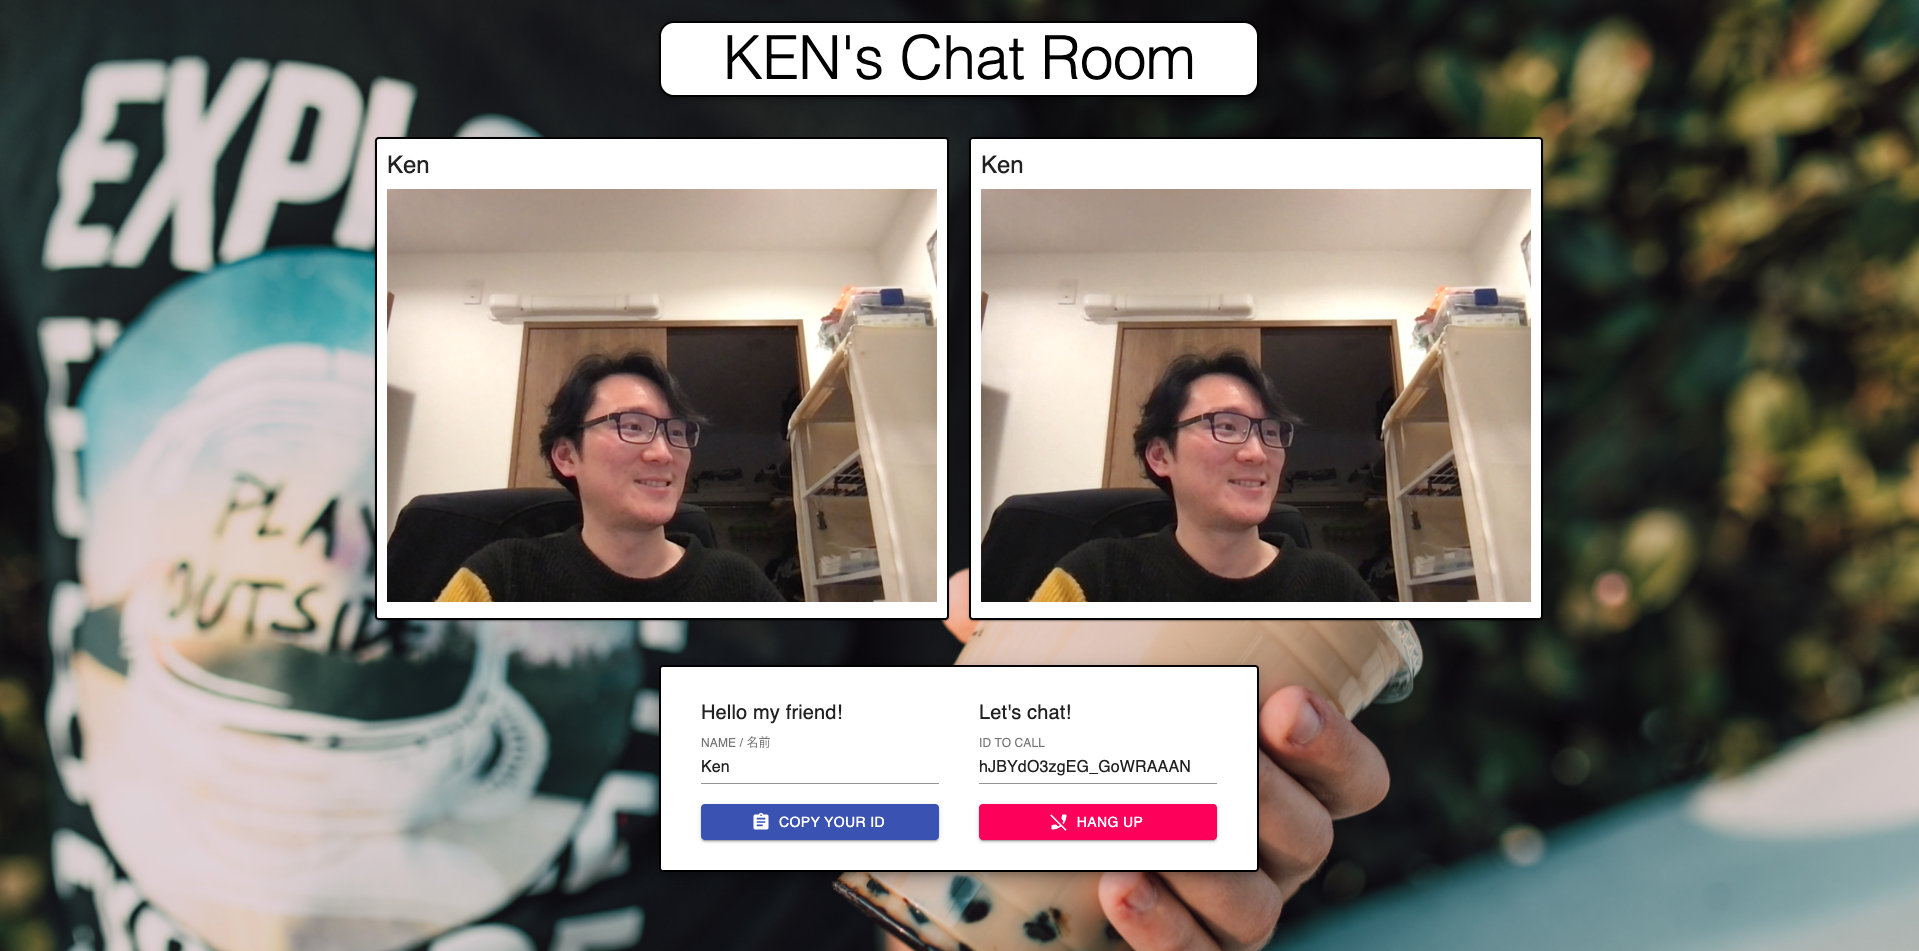 KEN's Chat Room
EXPL
Ken
Ken
PLAY
OUTSIDE
Hello my friend!
NAME / 名前
Ken
COPY YOUR ID
Let's chat!
ID TO CALL
hJBYdO3zgEG_GoWRAAAN
HANG UP